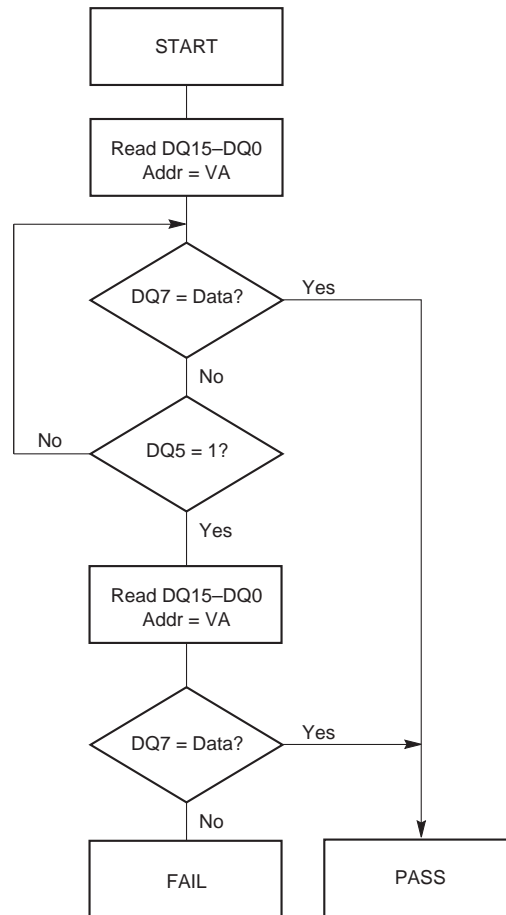 START
Read DQ15–DQ0
Addr = VA
DQ7 = Data?
Yes
No
No
DQ5 = 1?
Yes
Read DQ15–DQ0
Addr = VA
DQ7 = Data?
Yes
No
FAIL
PASS